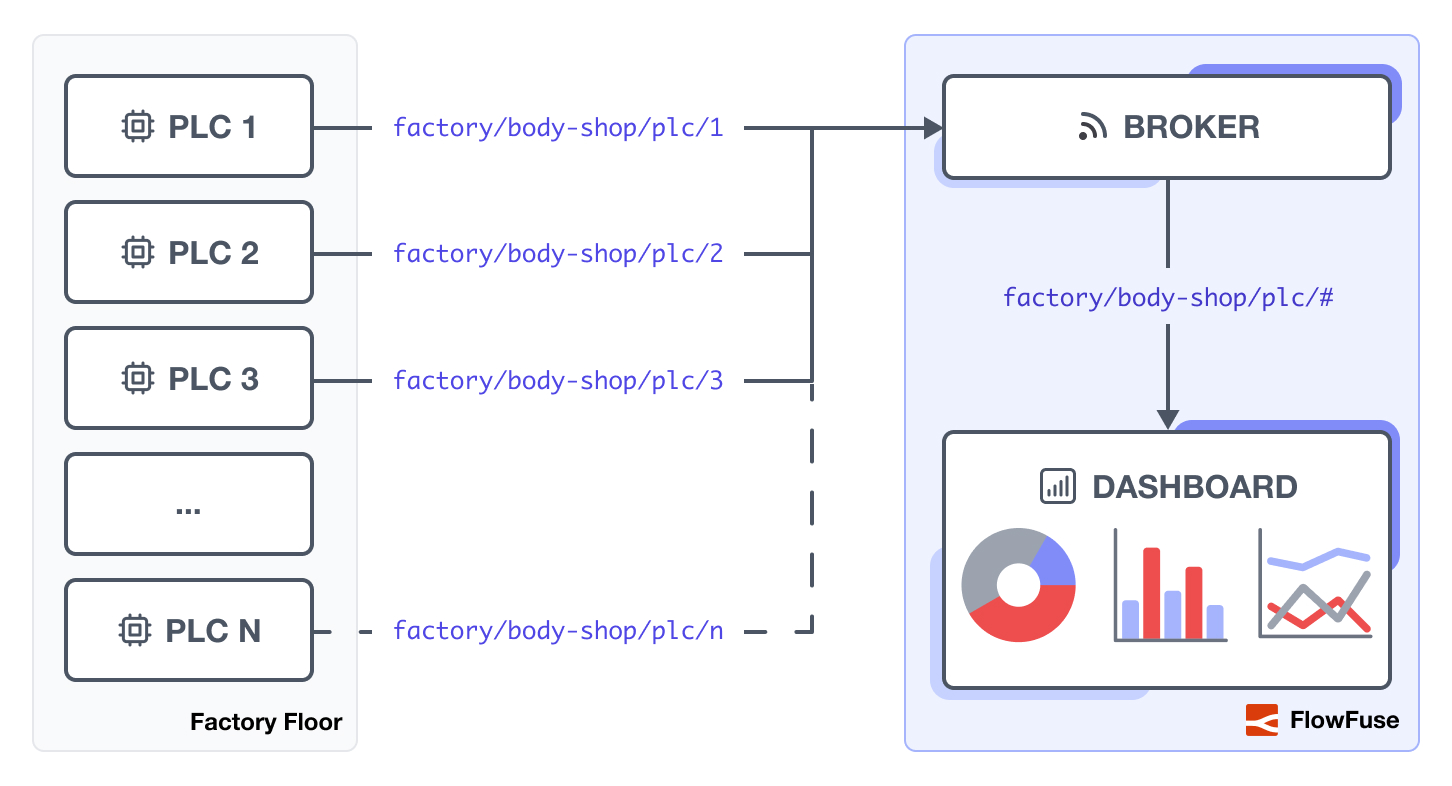 PLC 1
factory/body-shop/plc/1
BROKER
PLC 2
factory/body-shop/plc/2
factory/body-shop/plc/#
PLC 3
factory/body-shop/plc/3
...
DASHBOARD
PLC N
factory/body-shop/plc/n
Factory Floor
FlowFuse